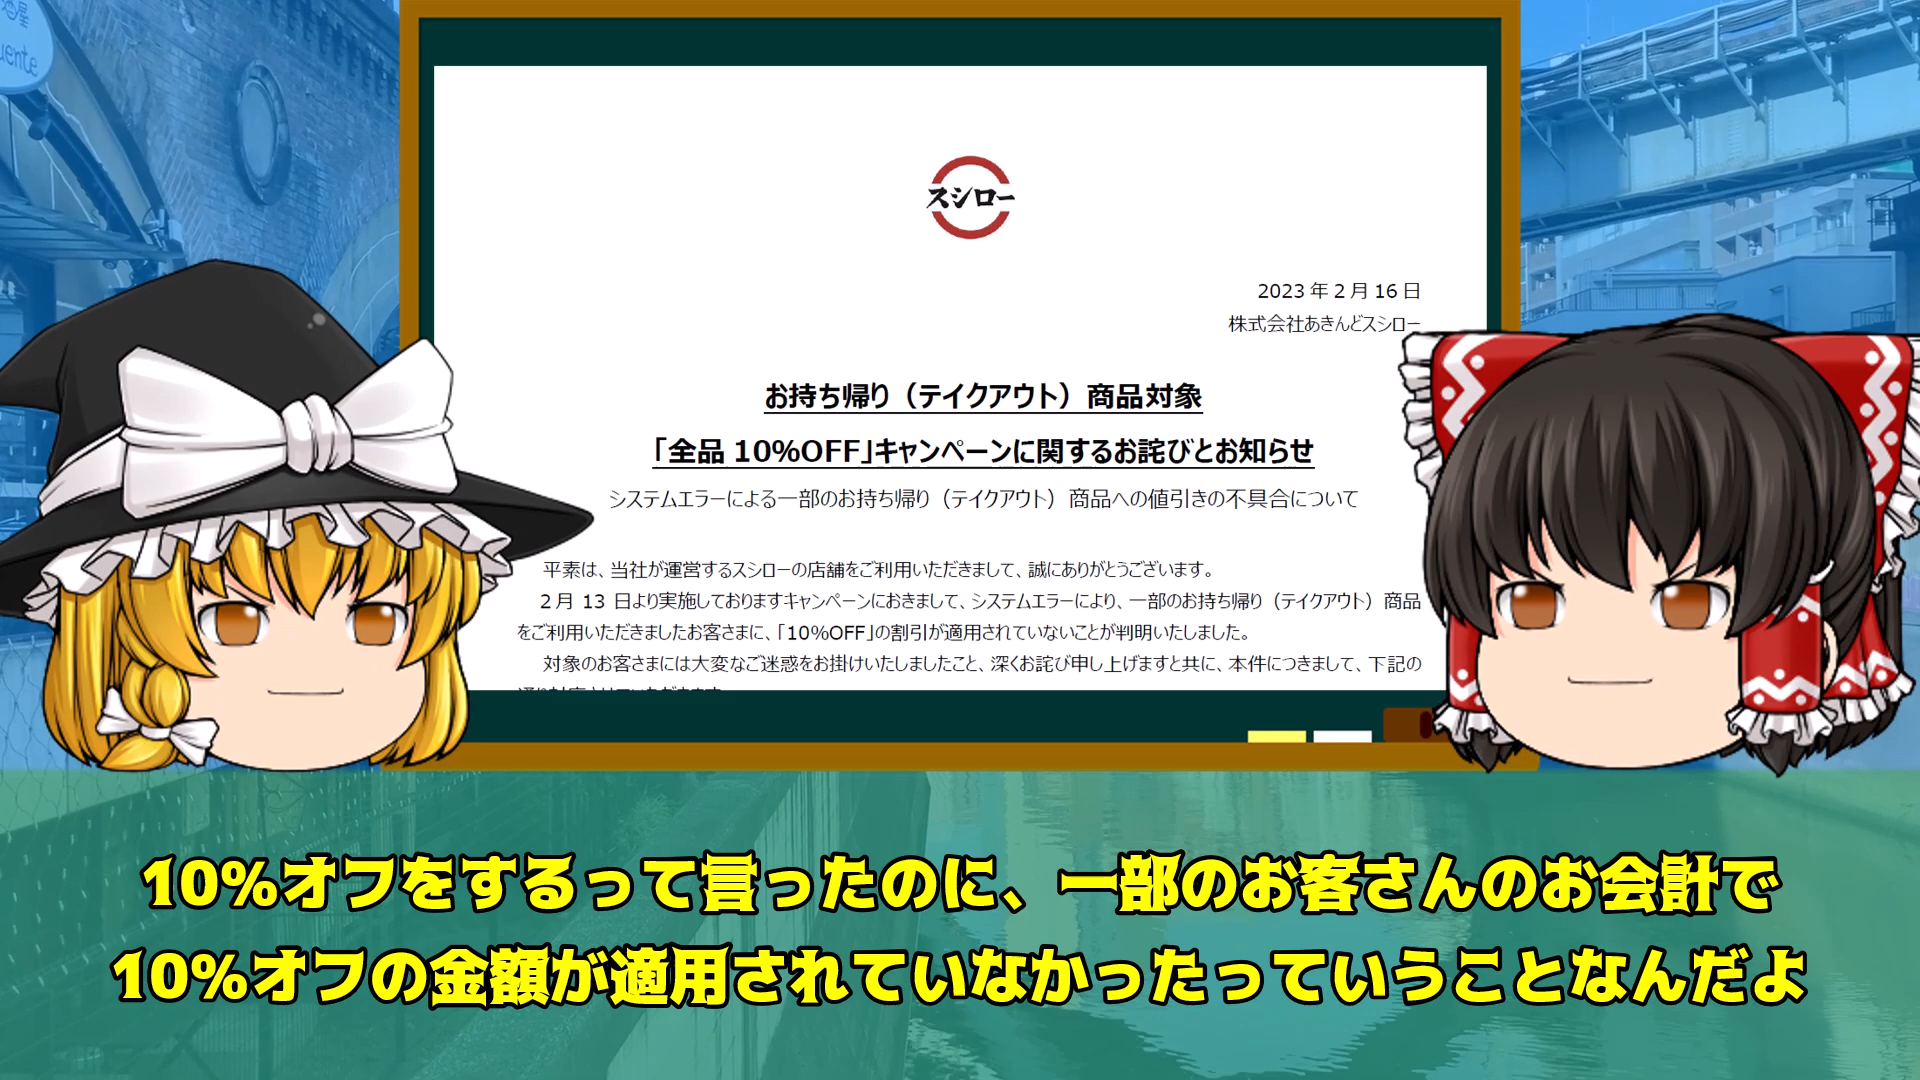 酒屋
uente
スシロー
2023 年 2 月 16 日
株式会社あきんどスシロー
お持ち帰り（テイクアウト）商品対象
「全品 10%OFF」キャンペーンに関するお詫びとお知らせ
システムエラーによる一部のお持ち帰り（テイクアウト）商品への値引きの不具合について
平素は、当社が運営するスシローの店舗をご利用いただきまして、誠にありがとうございます。
2 月 13 日より実施しておりますキャンペーンにおきまして、システムエラーにより、一部のお持ち帰り（テイクアウト）商品
をご利用いただきましたお客さまに、「10%OFF」の割引が適用されていないことが判明いたしました。
対象のお客さまには大変なご迷惑をお掛けいたしましたこと、深くお詫び申し上げますと共に、本件につきまして、下記の
10%オフをするって言ったのに、一部のお客さんのお会計で
10%オフの金額が適用されていなかったっていうことなんだよ